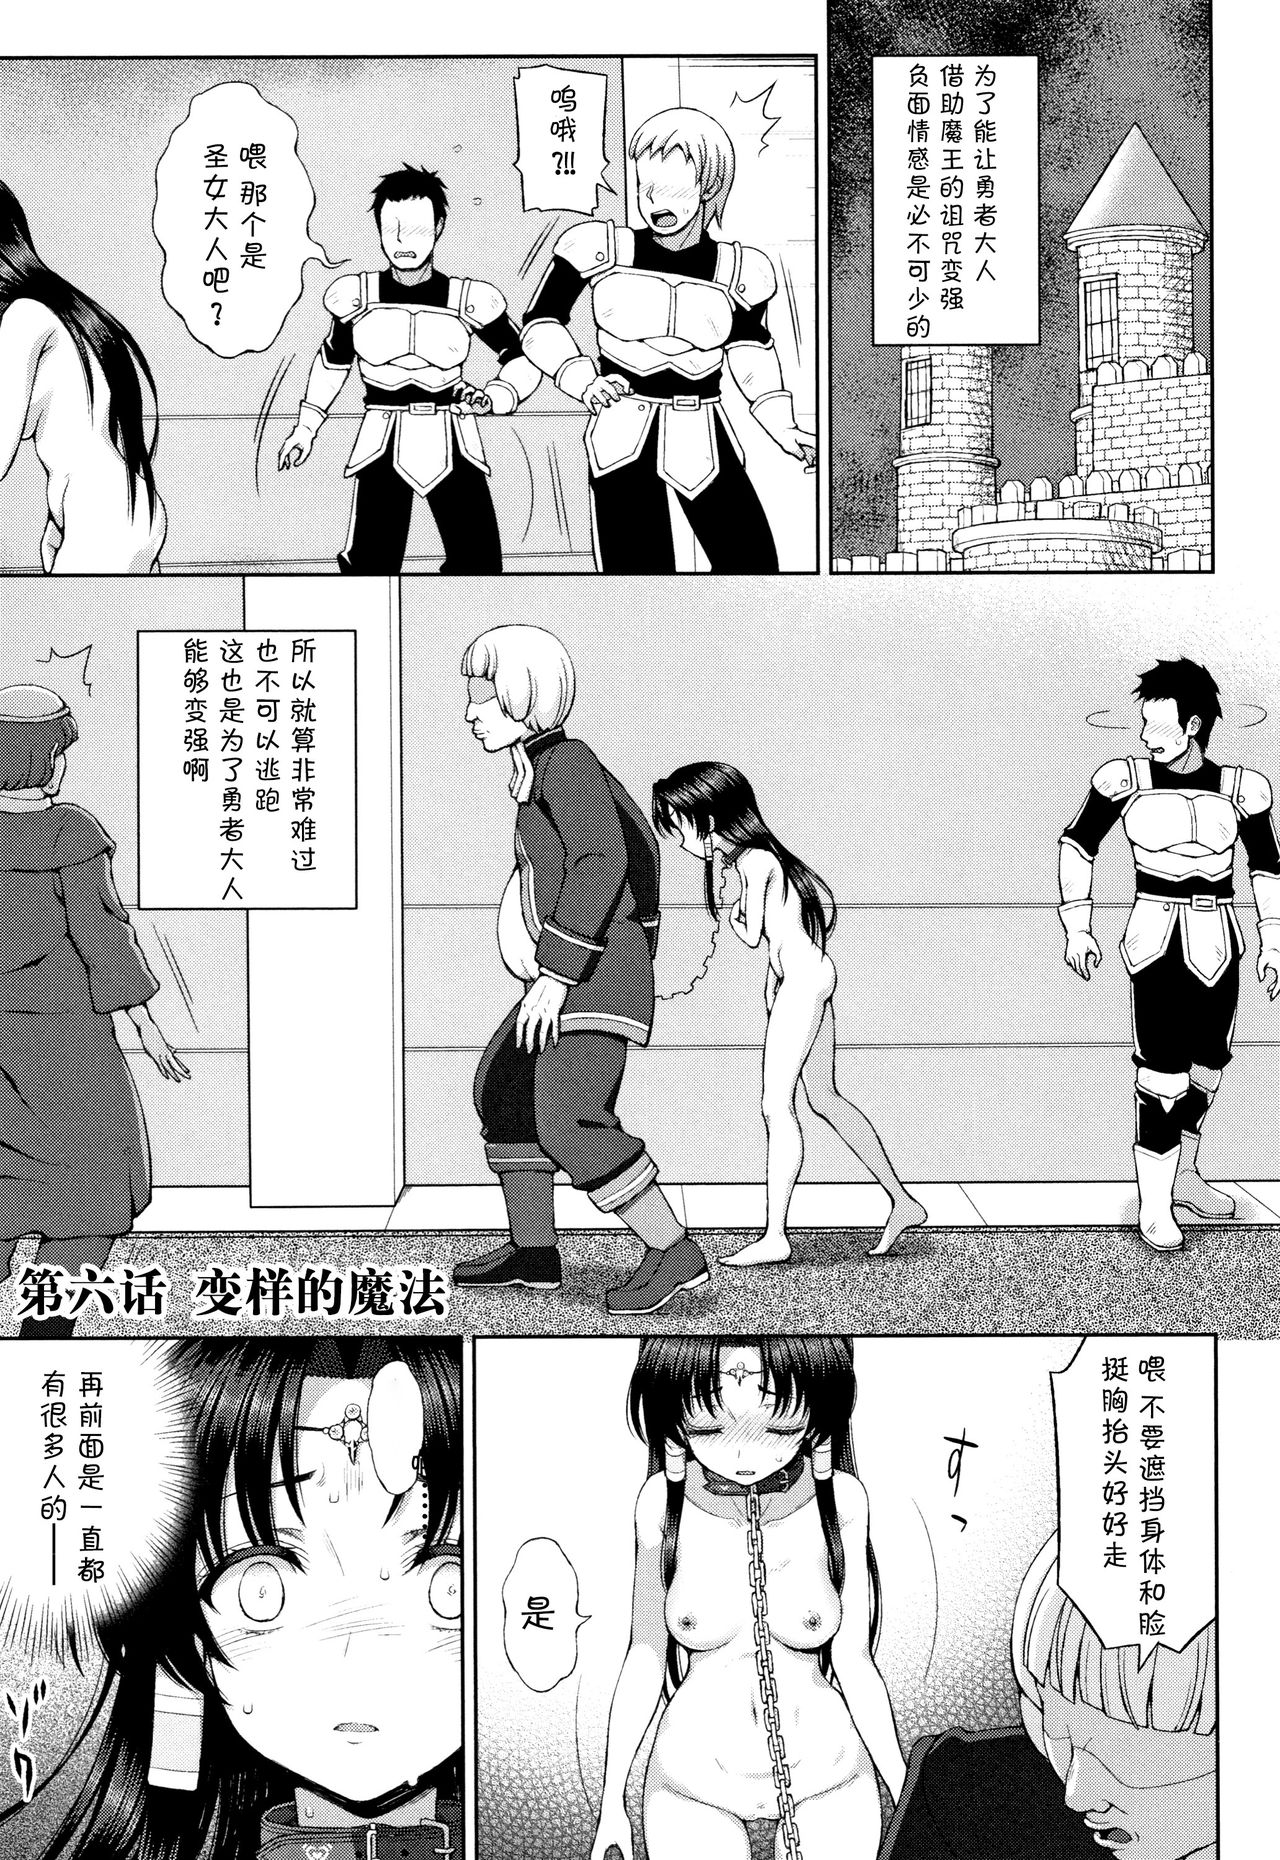 为了能让勇者大人
借助魔王的诅咒变强
负面情感是必不可少的
呜哦
?!!
喂 那个是
圣女大人吧?
所以就算非常难过
也不可以逃跑
这也是为了勇者大人
能够变强啊
第六话 变样的魔法
喂 不要遮挡身体和脸
挺胸抬头好好走
す
っ
是
……
再前面是一直都
有很多人的——
ゾ
ク